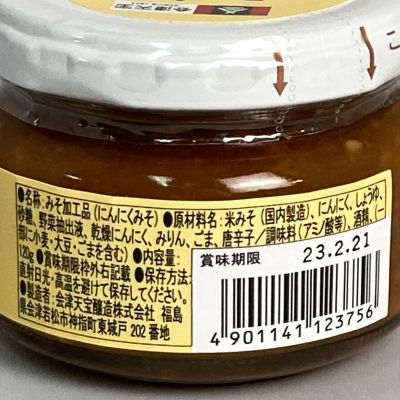 会津天宝
●名称：みそ加工品（にんにくみそ）●原材料名：米みそ（国内製造）、にんにく、しょうゆ、
砂糖、野菜抽出液、乾燥にんにく、みりん、ごま、唐辛子／調味料（アミノ酸等）、酒精、（一
部に小麦・大豆・ごまを含む）●内容量：
120g●賞味期限枠外右記載●保存方法：
直射日光・高温を避けて保存してください。
●製造者：会津天宝醸造株式会社 福島
県会津若松市神指町東城戸 202 番地
賞味期限 23.2.21
4 901141 123756